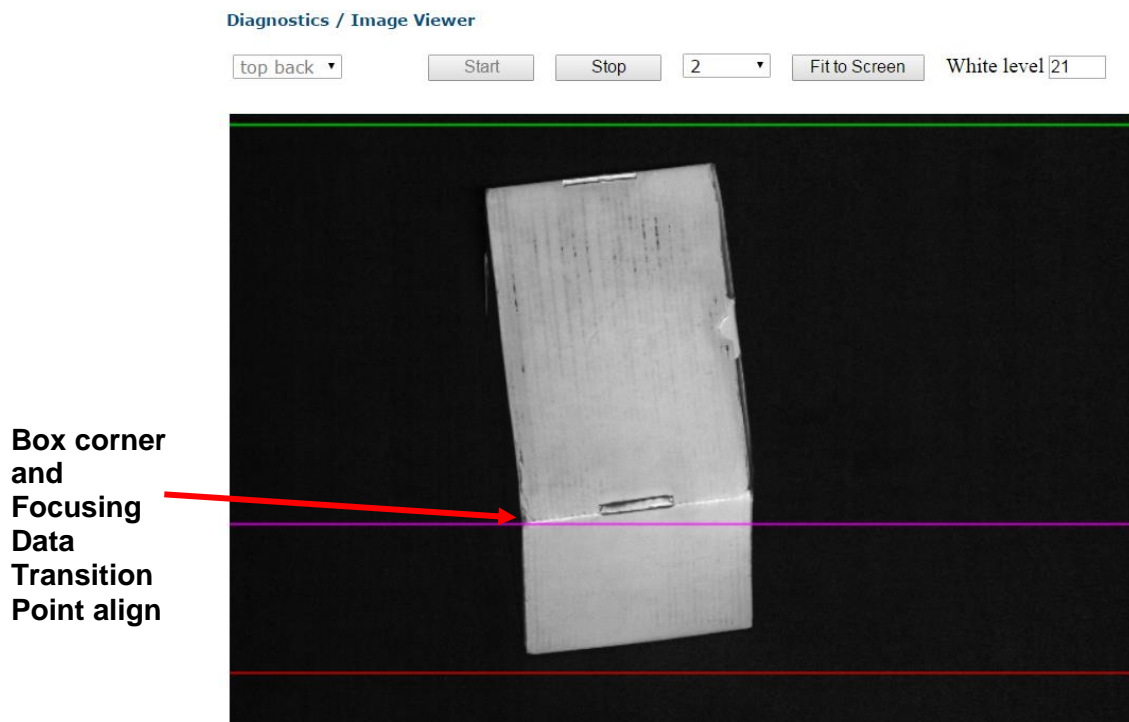 Diagnostics / Image Viewer
top back Start Stop 2 Fit to Screen White level 21
Box corner
and
Focusing
Data
Transition
Point align